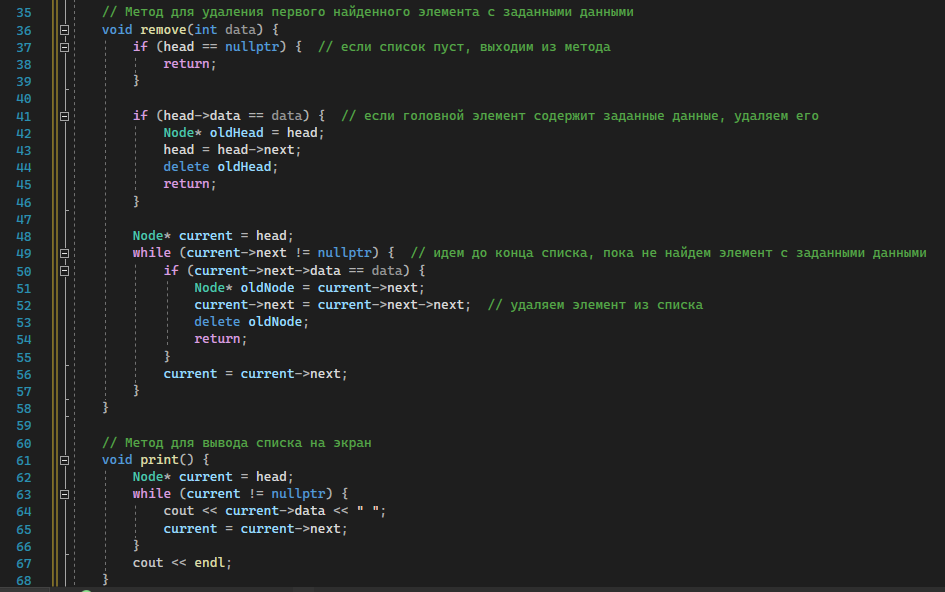 35 // Метод для удаления первого найденного элемента с заданными данными
36 void remove(int data) {
37 if (head == nullptr) { // если список пуст, выходим из метода
38 return;
39 }
40
41 if (head->data == data) { // если головной элемент содержит заданные данные, удаляем его
42 Node* oldHead = head;
43 head = head->next;
44 delete oldHead;
45 return;
46 }
47
48 Node* current = head;
49 while (current->next != nullptr) { // идем до конца списка, пока не найдем элемент с заданными данными
50 if (current->next->data == data) {
51 Node* oldNode = current->next;
52 current->next = current->next->next; // удаляем элемент из списка
53 delete oldNode;
54 return;
55 }
56 current = current->next;
57 }
58 }
59
60 // Метод для вывода списка на экран
61 void print() {
62 Node* current = head;
63 while (current != nullptr) {
64 cout << current->data << " ";
65 current = current->next;
66 }
67 cout << endl;
68 }